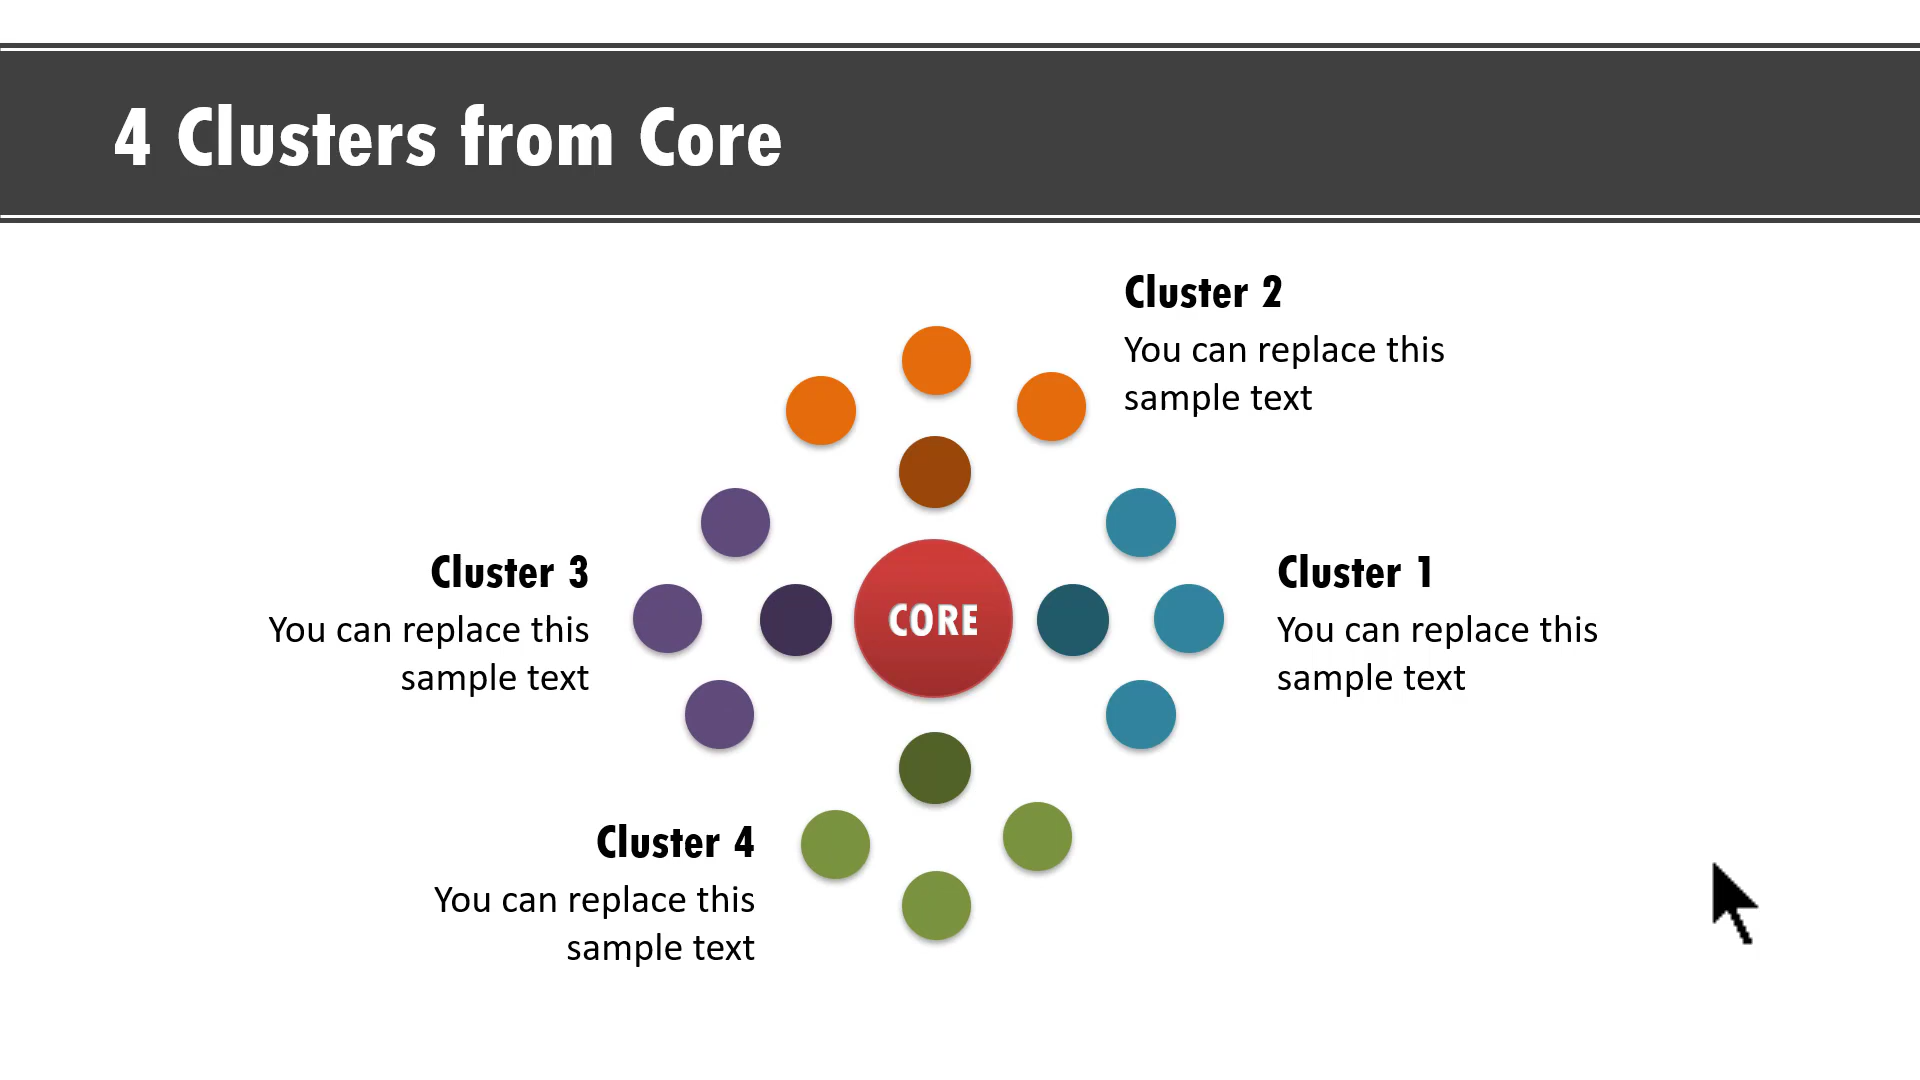 4 Clusters from Core
Cluster 2
You can replace this
sample text
Cluster 3
You can replace this
sample text
CORE
Cluster 1
You can replace this
sample text
Cluster 4
You can replace this
sample text